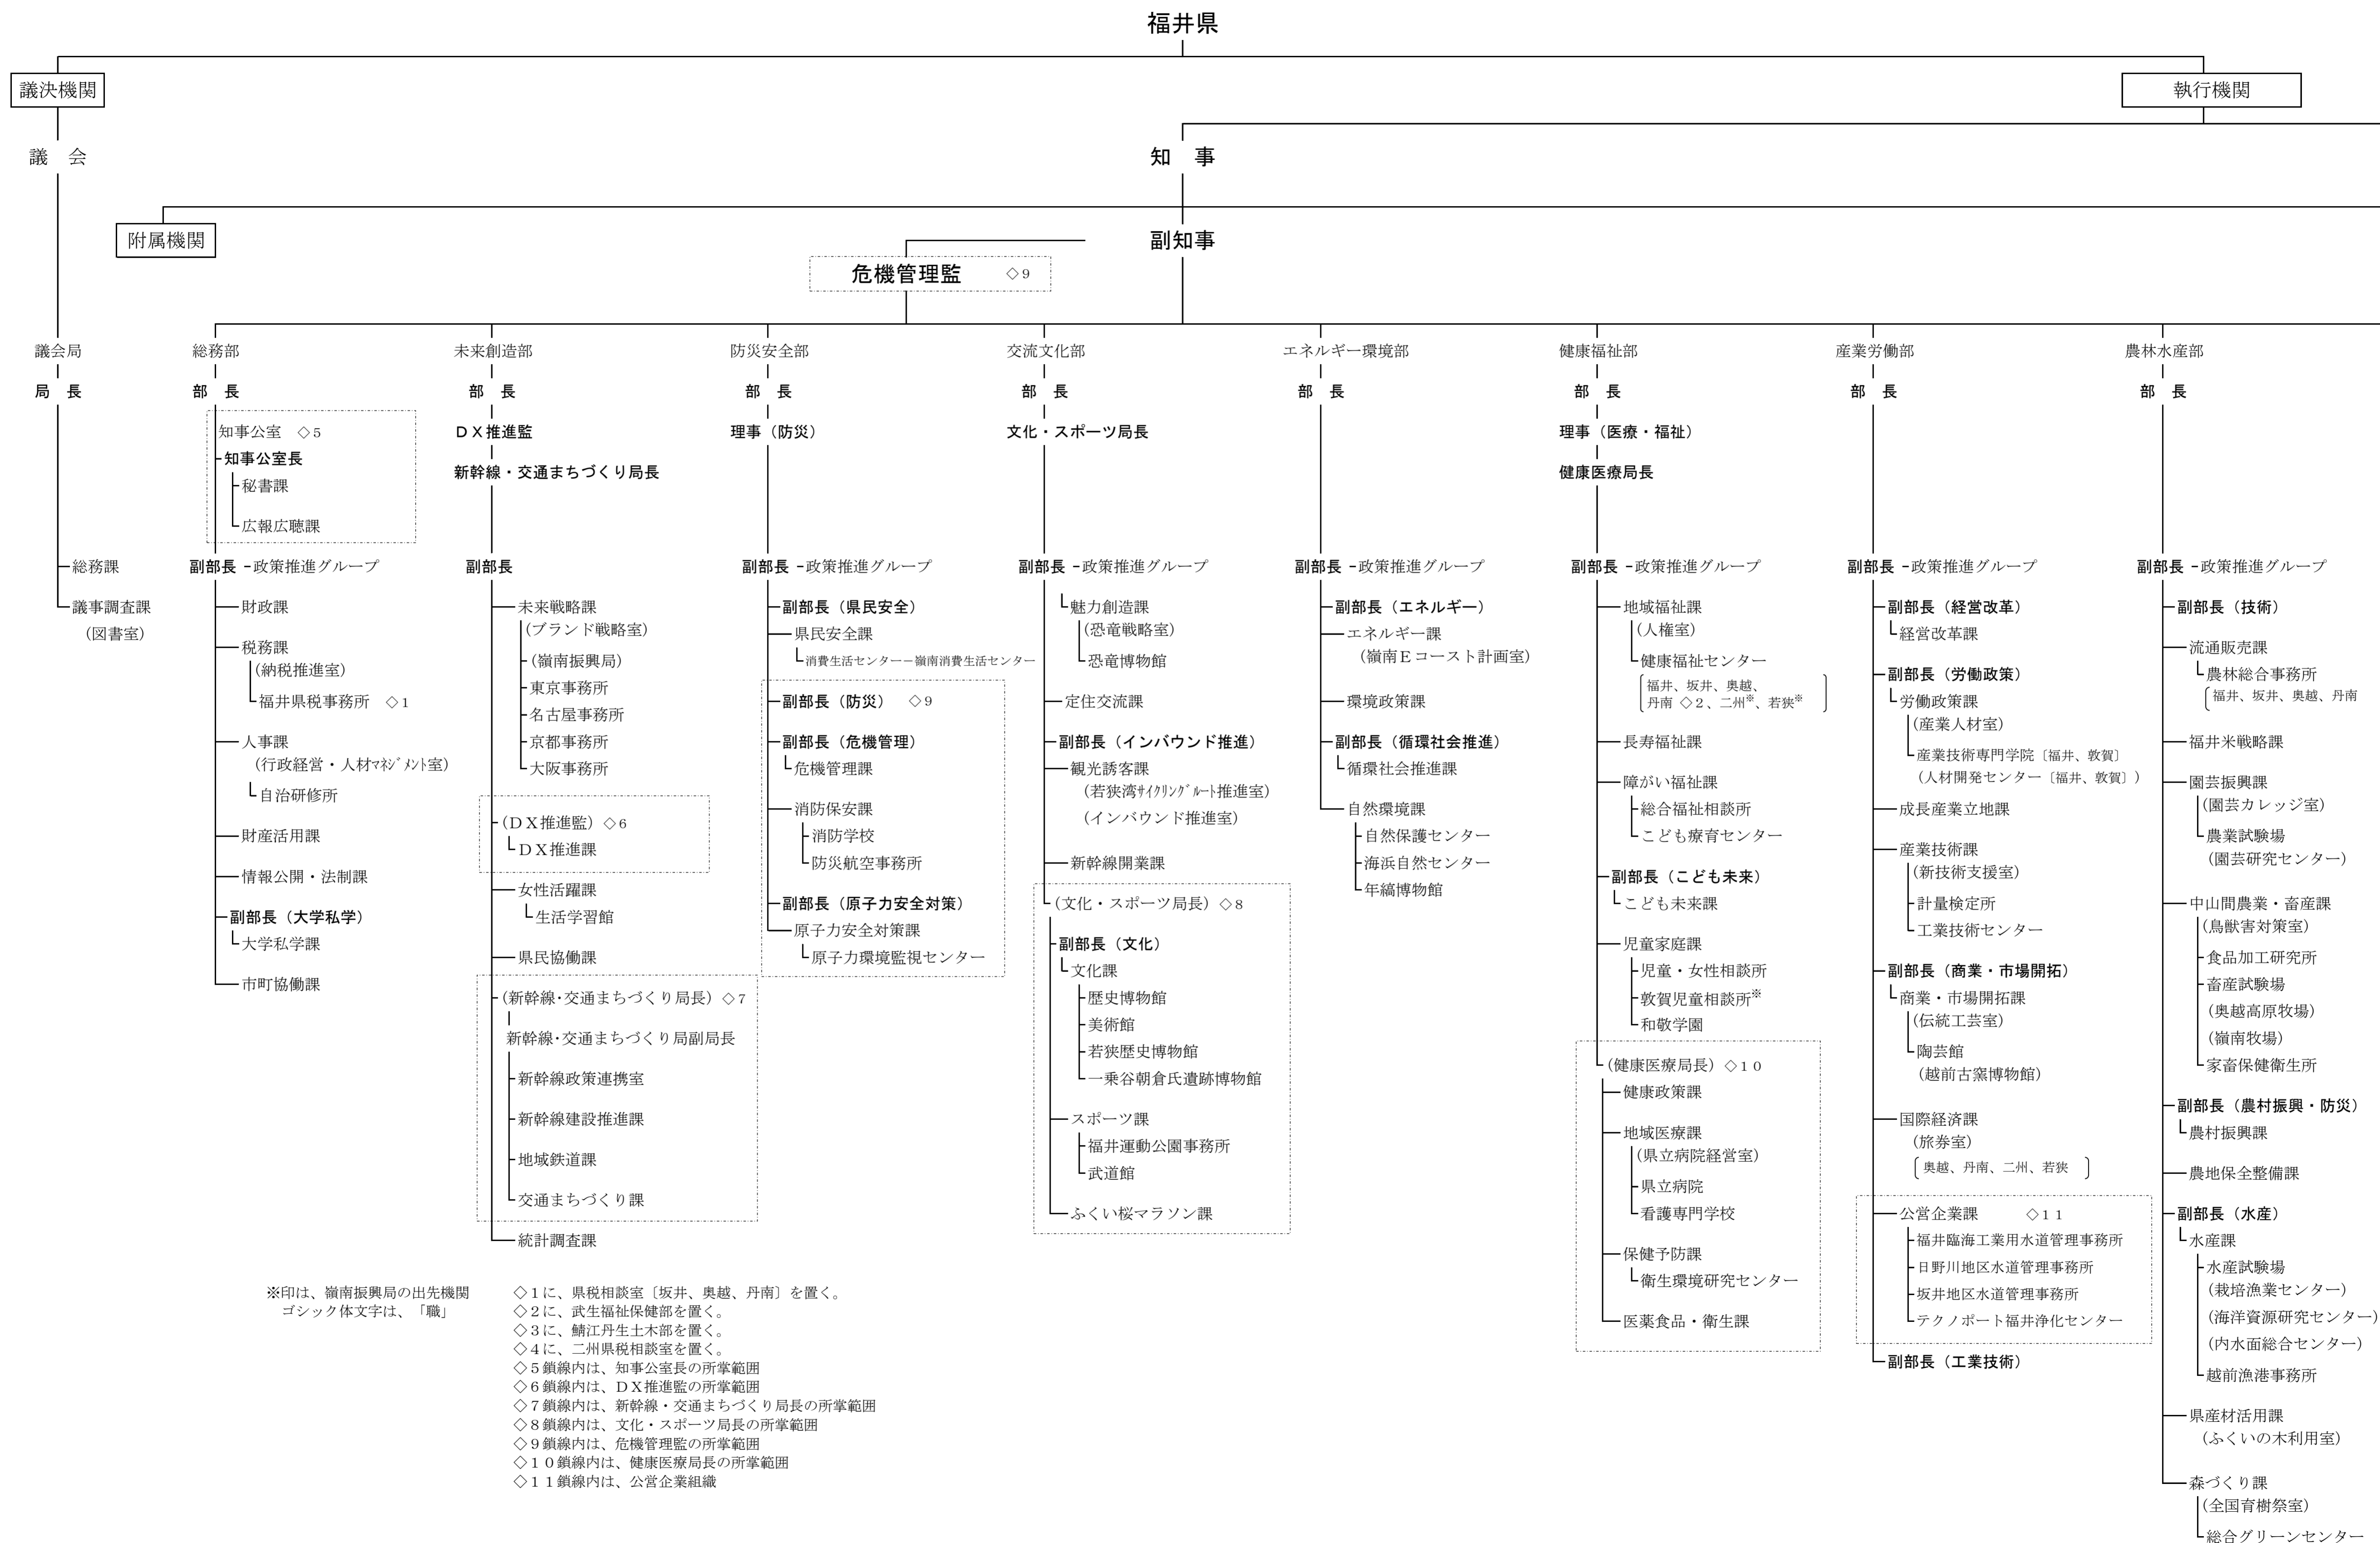 福井県
議決機関
執行機関
議　会
知　事
附属機関
副知事
危機管理監　◇９
議会局
局　長
総務課
議事調査課
（図書室）
総務部
部　長
知事公室　◇５
知事公室長
秘書課
広報広聴課
副部長－政策推進グループ
財政課
税務課
（納税推進室）
福井県税事務所　◇１
人事課
（行政経営・人材ﾏﾈｼﾞﾒﾝﾄ室）
自治研修所
財産活用課
情報公開・法制課
副部長（大学私学）
大学私学課
市町協働課
未来創造部
部　長
ＤＸ推進監
新幹線・交通まちづくり局長
副部長
未来戦略課
（ブランド戦略室）
（嶺南振興局）
東京事務所
名古屋事務所
京都事務所
大阪事務所
（ＤＸ推進監）◇６
ＤＸ推進課
女性活躍課
生活学習館
県民協働課
（新幹線･交通まちづくり局長）◇７
新幹線･交通まちづくり局副局長
新幹線政策連携室
新幹線建設推進課
地域鉄道課
交通まちづくり課
統計調査課
防災安全部
部　長
理事（防災）
副部長－政策推進グループ
副部長（県民安全）
県民安全課
消費生活センター－嶺南消費生活センター
副部長（防災）　◇９
副部長（危機管理）
危機管理課
消防保安課
消防学校
防災航空事務所
副部長（原子力安全対策）
原子力安全対策課
原子力環境監視センター
交流文化部
部　長
文化・スポーツ局長
副部長－政策推進グループ
魅力創造課
（恐竜戦略室）
恐竜博物館
定住交流課
副部長（インバウンド推進）
観光誘客課
（若狭湾ｻｲｸﾘﾝｸﾞﾙｰﾄ推進室）
（インバウンド推進室）
新幹線開業課
（文化・スポーツ局長）◇８
副部長（文化）
文化課
歴史博物館
美術館
若狭歴史博物館
一乗谷朝倉氏遺跡博物館
スポーツ課
福井運動公園事務所
武道館
ふくい桜マラソン課
エネルギー環境部
部　長
副部長－政策推進グループ
副部長（エネルギー）
エネルギー課
（嶺南Ｅコースト計画室）
環境政策課
副部長（循環社会推進）
循環社会推進課
自然環境課
自然保護センター
海浜自然センター
年縞博物館
健康福祉部
部　長
理事（医療・福祉）
健康医療局長
副部長－政策推進グループ
地域福祉課
（人権室）
健康福祉センター
福井、坂井、奥越、
丹南 ◇２、二州※、若狭※
長寿福祉課
障がい福祉課
総合福祉相談所
こども療育センター
副部長（こども未来）
こども未来課
児童家庭課
児童・女性相談所
敦賀児童相談所※
和敬学園
（健康医療局長）◇１０
健康政策課
地域医療課
（県立病院経営室）
県立病院
看護専門学校
保健予防課
衛生環境研究センター
医薬食品・衛生課
産業労働部
部　長
副部長－政策推進グループ
副部長（経営改革）
経営改革課
副部長（労働政策）
労働政策課
（産業人材室）
産業技術専門学院〔福井、敦賀〕
（人材開発センター〔福井、敦賀〕）
成長産業立地課
産業技術課
（新技術支援室）
計量検定所
工業技術センター
副部長（商業・市場開拓）
商業・市場開拓課
（伝統工芸室）
陶芸館
（越前古窯博物館）
国際経済課
（旅券室）
〔奥越、丹南、二州、若狭〕
公営企業課　◇１１
福井臨海工業用水道管理事務所
日野川地区水道管理事務所
坂井地区水道管理事務所
テクノポート福井浄化センター
副部長（工業技術）
農林水産部
部　長
副部長－政策推進グループ
副部長（技術）
流通販売課
農林総合事務所
〔福井、坂井、奥越、丹南
福井米戦略課
園芸振興課
（園芸カレッジ室）
農業試験場
（園芸研究センター）
中山間農業・畜産課
（鳥獣害対策室）
食品加工研究所
畜産試験場
（奥越高原牧場）
（嶺南牧場）
家畜保健衛生所
副部長（農村振興・防災）
農村振興課
農地保全整備課
副部長（水産）
水産課
水産試験場
（栽培漁業センター）
（海洋資源研究センター）
（内水面総合センター）
越前漁港事務所
県産材活用課
（ふくいの木利用室）
森づくり課
（全国育樹祭室）
総合グリーンセンター
※印は、嶺南振興局の出先機関
ゴシック体文字は、「職」
◇１に、県税相談室〔坂井、奥越、丹南〕を置く。
◇２に、武生福祉保健部を置く。
◇３に、鯖江丹生土木部を置く。
◇４に、二州県税相談室を置く。
◇５鎖線内は、知事公室長の所掌範囲
◇６鎖線内は、ＤＸ推進監の所掌範囲
◇７鎖線内は、新幹線・交通まちづくり局長の所掌範囲
◇８鎖線内は、文化・スポーツ局長の所掌範囲
◇９鎖線内は、危機管理監の所掌範囲
◇１０鎖線内は、健康医療局長の所掌範囲
◇１１鎖線内は、公営企業組織